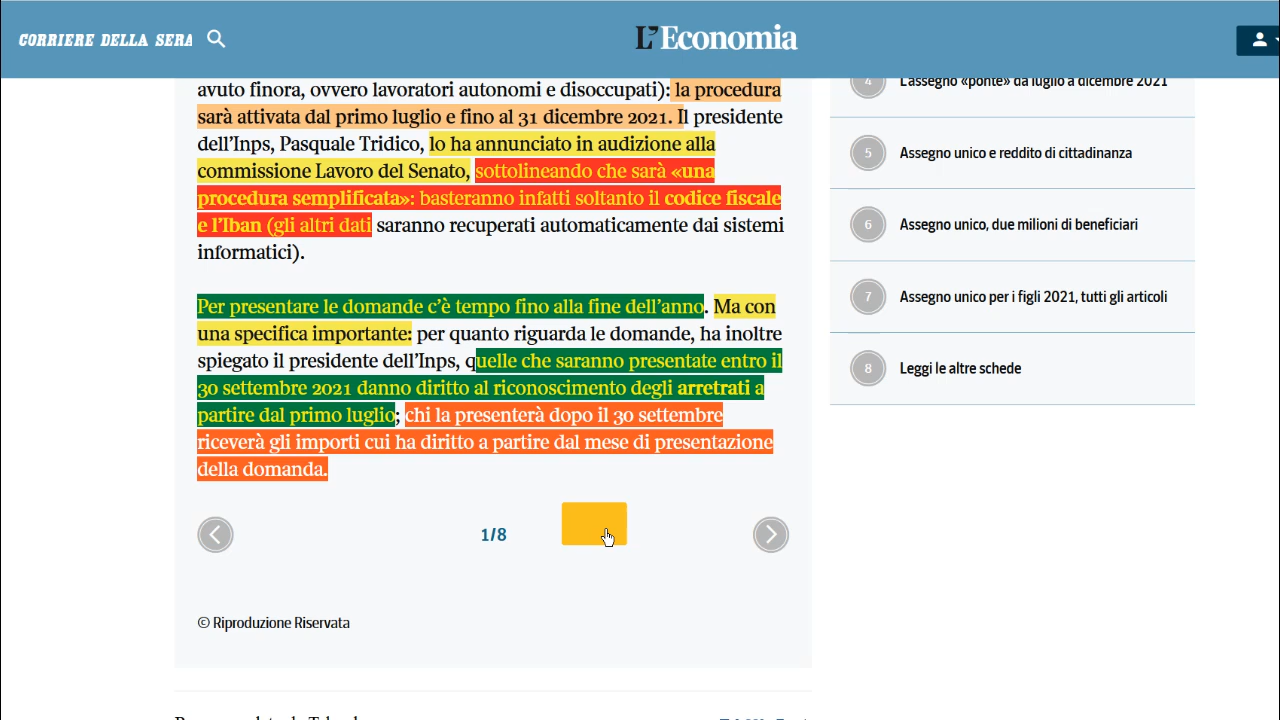 CORRIERE DELLA SERA
L'Economia
avuto finora, ovvero lavoratori autonomi e disoccupati): la procedura
sarà attivata dal primo luglio e fino al 31 dicembre 2021. Il presidente
dell'Inps, Pasquale Tridico, lo ha annunciato in audizione alla
commissione Lavoro del Senato, sottolineando che sarà «una
procedura semplificata»: basteranno infatti soltanto il codice fiscale
e l'Iban (gli altri dati saranno recuperati automaticamente dai sistemi
informatici).
Per presentare le domande c'è tempo fino alla fine dell'anno. Ma con
una specifica importante: per quanto riguarda le domande, ha inoltre
spiegato il presidente dell'Inps, quelle che saranno presentate entro il
30 settembre 2021 danno diritto al riconoscimento degli arretrati a
partire dal primo luglio; chi la presenterà dopo il 30 settembre
riceverà gli importi cui ha diritto a partire dal mese di presentazione
della domanda.
1/8
© Riproduzione Riservata
4 L'assegno «ponte» da luglio a dicembre 2021
5 Assegno unico e reddito di cittadinanza
6 Assegno unico, due milioni di beneficiari
7 Assegno unico per i figli 2021, tutti gli articoli
8 Leggi le altre schede